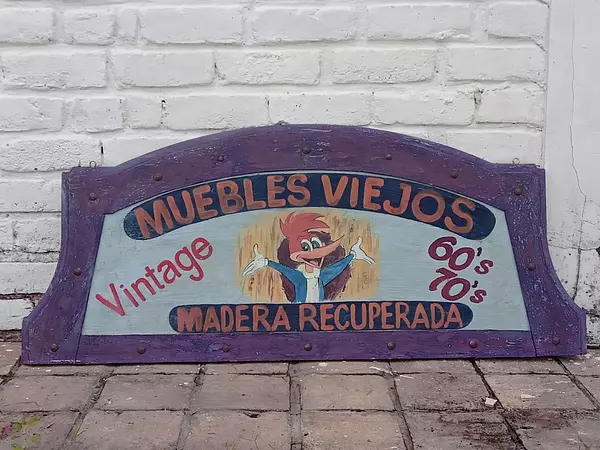 MUEBLES VIEJOS
Vintage
60's
70's
MADERA RECUPERADA